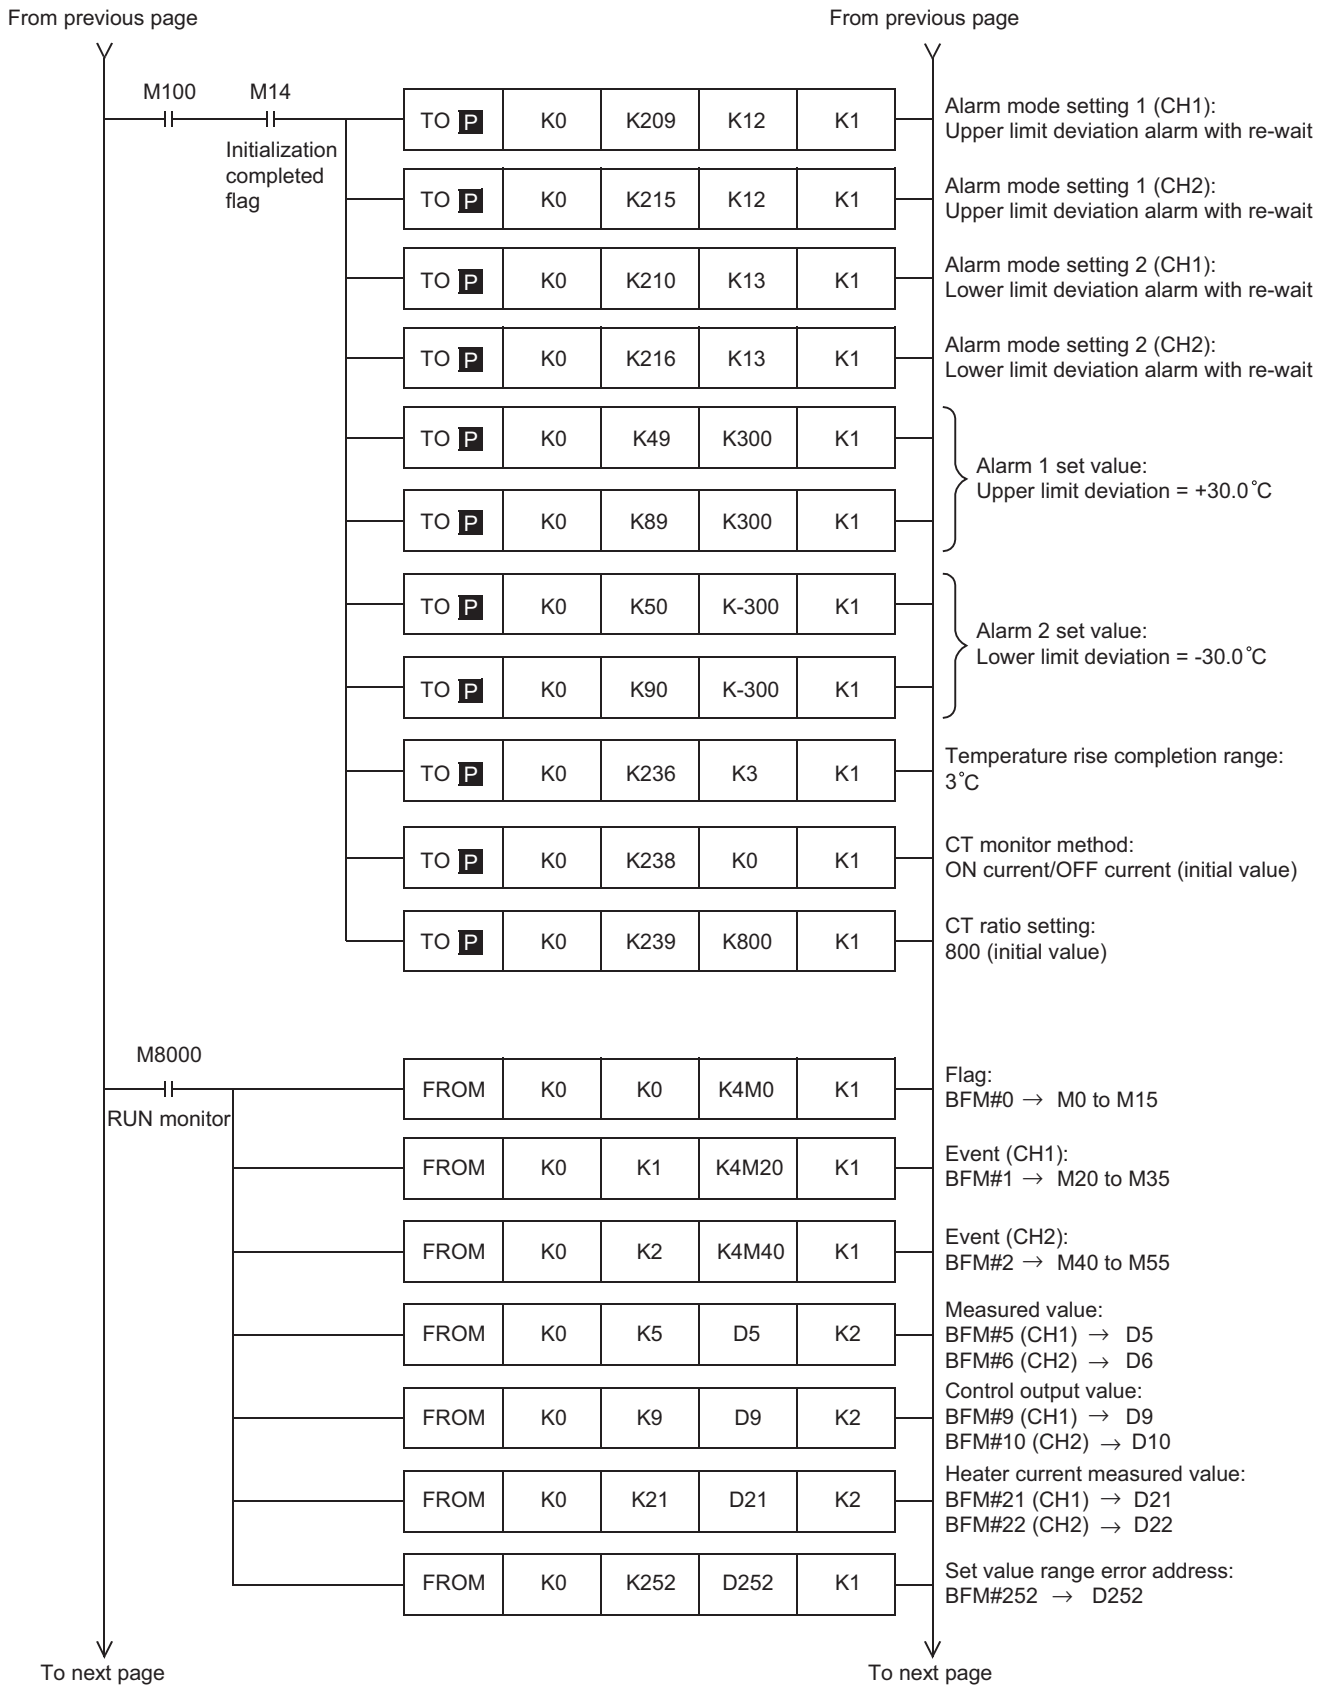 From previous page
From previous page
M100
M14
Initialization
completed
flag
TO P K0 K209 K12 K1
Alarm mode setting 1 (CH1):
Upper limit deviation alarm with re-wait
TO P K0 K215 K12 K1
Alarm mode setting 1 (CH2):
Upper limit deviation alarm with re-wait
TO P K0 K210 K13 K1
Alarm mode setting 2 (CH1):
Lower limit deviation alarm with re-wait
TO P K0 K216 K13 K1
Alarm mode setting 2 (CH2):
Lower limit deviation alarm with re-wait
TO P K0 K49 K300 K1
TO P K0 K89 K300 K1
Alarm 1 set value:
Upper limit deviation = +30.0°C
TO P K0 K50 K-300 K1
TO P K0 K90 K-300 K1
Alarm 2 set value:
Lower limit deviation = -30.0°C
TO P K0 K236 K3 K1
Temperature rise completion range:
3°C
TO P K0 K238 K0 K1
CT monitor method:
ON current/OFF current (initial value)
TO P K0 K239 K800 K1
CT ratio setting:
800 (initial value)
M8000
RUN monitor
FROM K0 K0 K4M0 K1
Flag:
BFM#0 → M0 to M15
FROM K0 K1 K4M20 K1
Event (CH1):
BFM#1 → M20 to M35
FROM K0 K2 K4M40 K1
Event (CH2):
BFM#2 → M40 to M55
FROM K0 K5 D5 K2
Measured value:
BFM#5 (CH1) → D5
BFM#6 (CH2) → D6
FROM K0 K9 D9 K2
Control output value:
BFM#9 (CH1) → D9
BFM#10 (CH2) → D10
FROM K0 K21 D21 K2
Heater current measured value:
BFM#21 (CH1) → D21
BFM#22 (CH2) → D22
FROM K0 K252 D252 K1
Set value range error address:
BFM#252 → D252
To next page
To next page